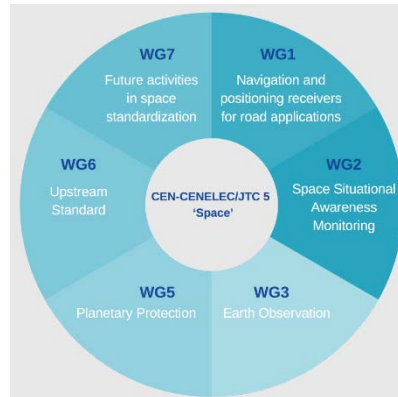 WG7
Future activities
in space
standardization
WG1
Navigation and
positioning receivers
for road applications
WG6
Upstream
Standard
CEN-CENELEC/JTC 5
'Space'
WG2
Space Situational
Awareness
Monitoring
WG5
Planetary Protection
WG3
Earth Observation